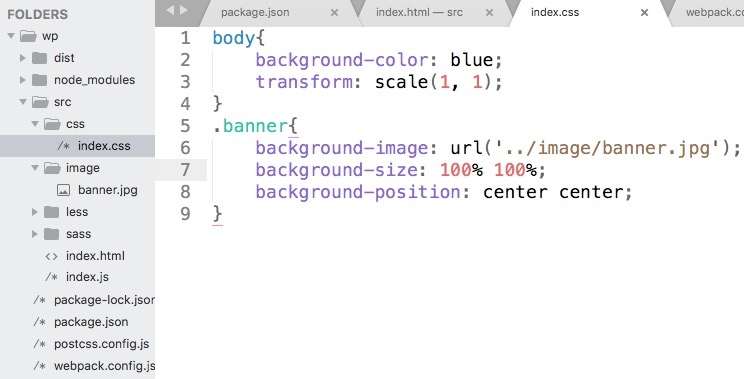 FOLDERS
wp
dist
node_modules
src
css
/* index.css
image
banner.jpg
less
sass
<> index.html
/* index.js
/* package-lock.jsor
/* package.json
/* postcss.config.js
/* webpack.config.js
package.json ×
index.html — src ×
index.css ×
webpack.c
1 body{
2 background-color: blue;
3 transform: scale(1, 1);
4 }
5 .banner{
6 background-image: url('../image/banner.jpg');
7 background-size: 100% 100%;
8 background-position: center center;
9 }